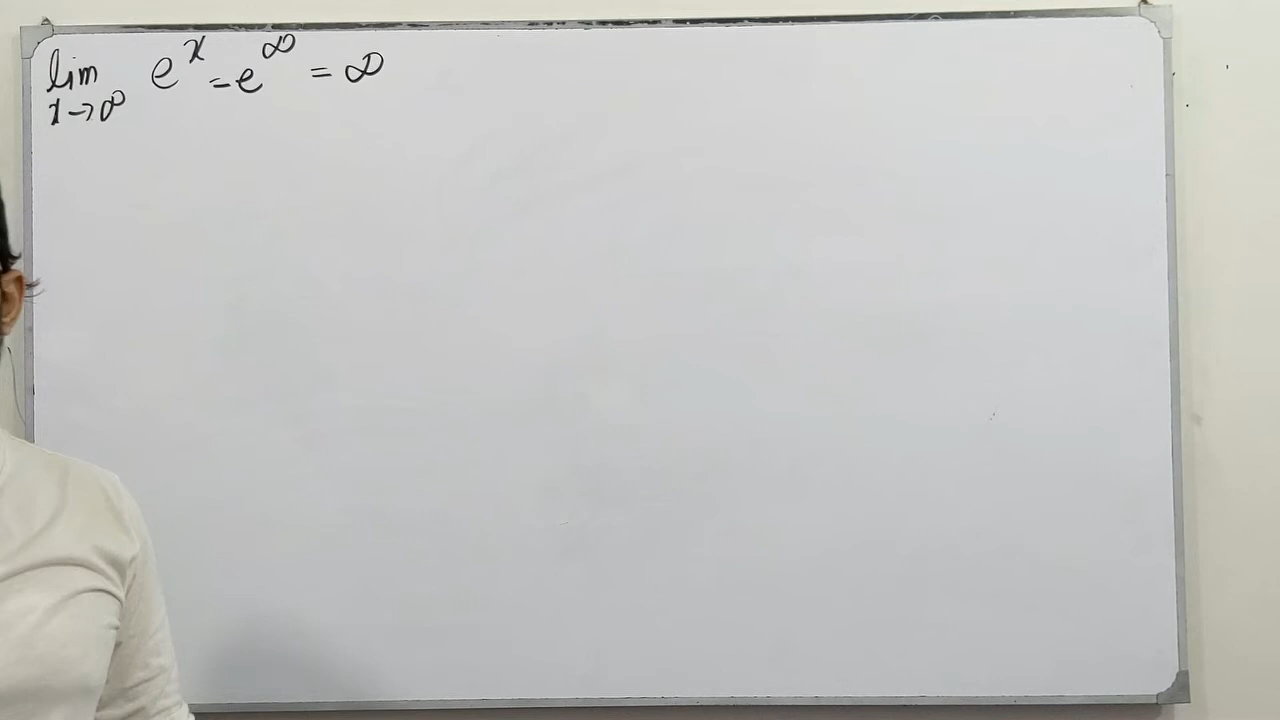 lim e^x = e^∞ = ∞
x→∞